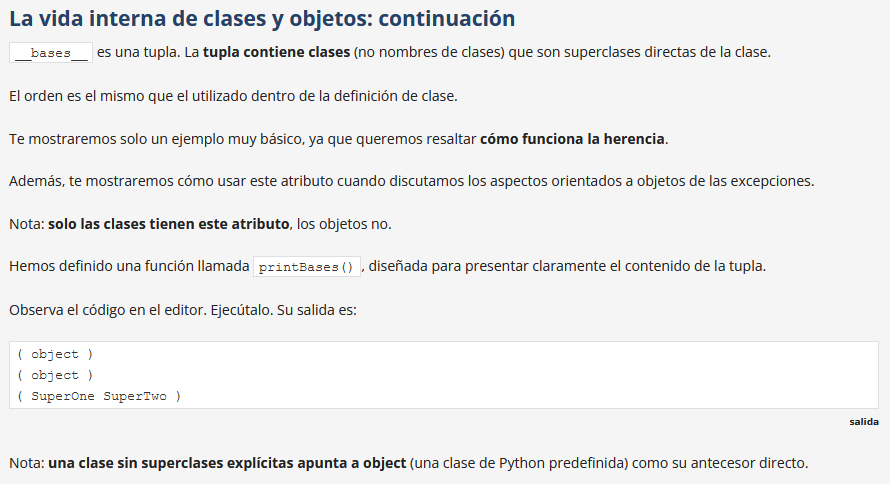 La vida interna de clases y objetos: continuación
__bases__ es una tupla. La tupla contiene clases (no nombres de clases) que son superclases directas de la clase.
El orden es el mismo que el utilizado dentro de la definición de clase.
Te mostraremos solo un ejemplo muy básico, ya que queremos resaltar cómo funciona la herencia.
Además, te mostraremos cómo usar este atributo cuando discutamos los aspectos orientados a objetos de las excepciones.
Nota: solo las clases tienen este atributo, los objetos no.
Hemos definido una función llamada printBases(), diseñada para presentar claramente el contenido de la tupla.
Observa el código en el editor. Ejecútalo. Su salida es:
( object )
( object )
( SuperOne SuperTwo )
salida
Nota: una clase sin superclases explícitas apunta a object (una clase de Python predefinida) como su antecesor directo.